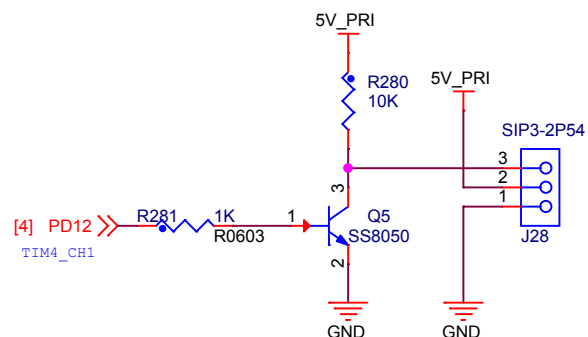 5V_PRI
R280
10K
5V_PRI
SIP3-2P54
3
2
1
J28
3
[4] PD12
R281
1K
R0603
1
Q5
SS8050
TIM4_CH1
2
GND
GND